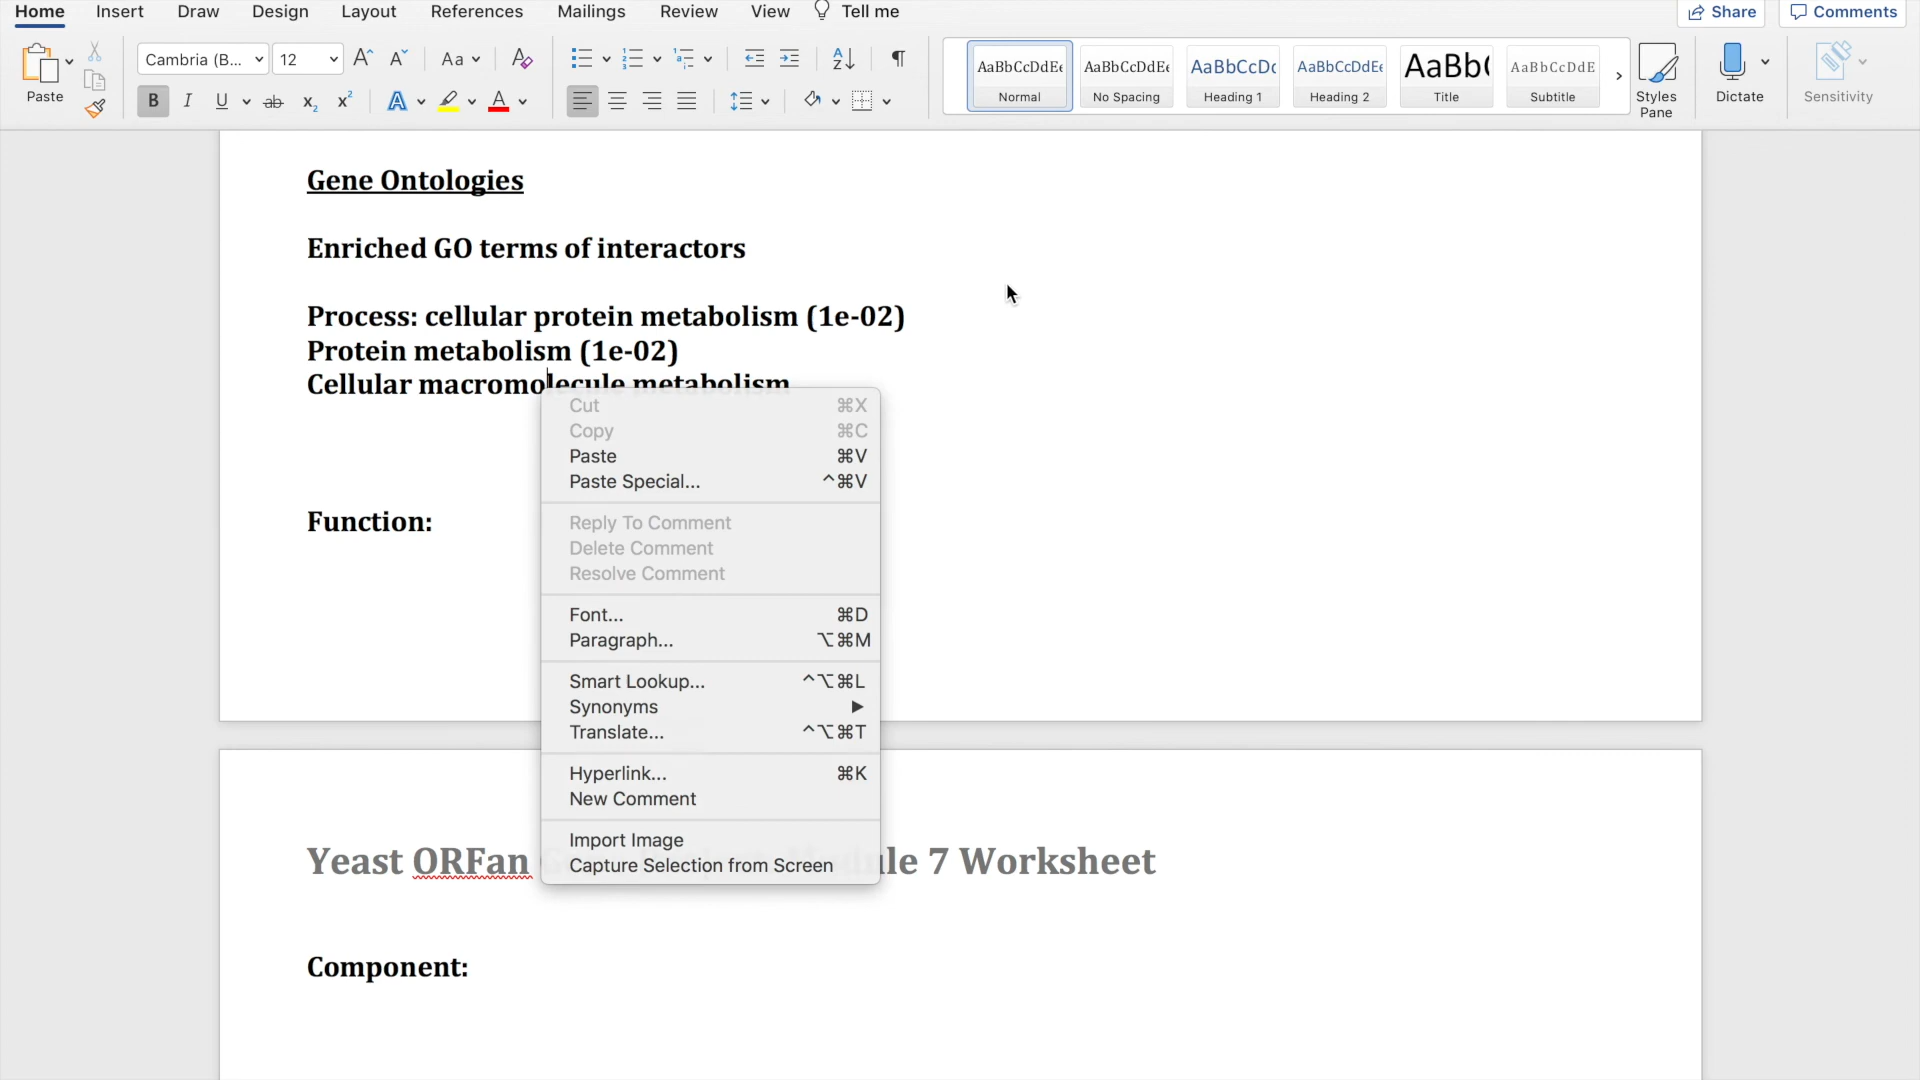 Home Insert Draw Design Layout References Mailings Review View Tell me Share Comments
Cambria (B... 12 Aa
Paste
B I U ab x₂ x² A A
AaBbCcDdEe AaBbCcDdEe AaBbCcDc AaBbCcDdEe AaBb( AaBbCcDdE
Normal No Spacing Heading 1 Heading 2 Title Subtitle
Styles Pane
Dictate
Sensitivity
Gene Ontologies
Enriched GO terms of interactors
Process: cellular protein metabolism (1e-02)
Protein metabolism (1e-02)
Cellular macromolecule metabolism
Cut ⌘X
Copy ⌘C
Paste ⌘V
Paste Special... ^⌘V
Function:
Reply To Comment
Delete Comment
Resolve Comment
Font... ⌘D
Paragraph... ⌥⌘M
Smart Lookup... ^⌥⌘L
Synonyms ▶
Translate... ^⌥⌘T
Hyperlink... ⌘K
New Comment
Import Image
Capture Selection from Screen
Yeast ORFan le 7 Worksheet
Component: